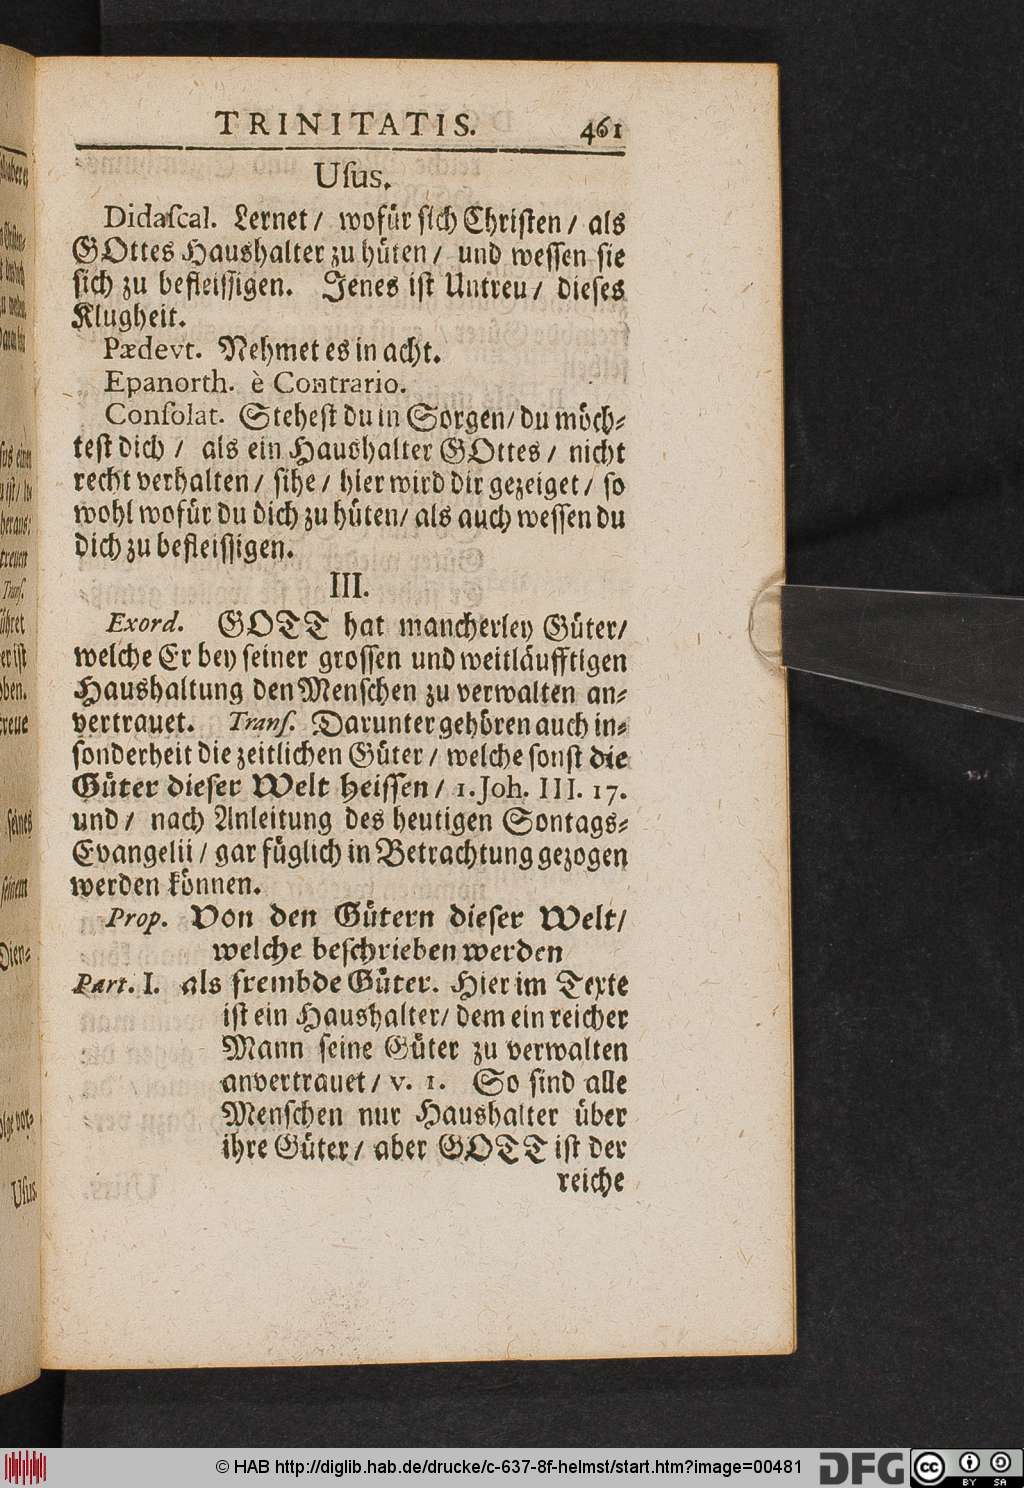 TRINITATIS. 461
Uſus.
Didaſcal. Lernet / wofür ſich Chriſten / als
GOttes Haushalter zu hüten / und weſſen ſie
ſich zu befleiſſigen. Jenes iſt Untreu / dieſes
Klugheit.
Pædevt. Nehmet es in acht.
Epanorth. è Contrario.
Conſolat. Steheſt du in Sorgen / du möch⸗
teſt dich / als ein Haushalter GOttes / nicht
recht verhalten / ſihe / hier wird dir gezeiget / ſo
wohl wofür du dich zu hüten / als auch weſſen du
dich zu befleiſſigen.
III.
Exord. GOTT hat mancherley Güter /
welche Er bey ſeiner groſſen und weitläufftigen
Haushaltung den Menſchen zu verwalten an⸗
vertrauet. Tranſ. Darunter gehören auch in⸗
ſonderheit die zeitlichen Güter / welche ſonſt die
Güter dieſer Welt heiſſen / 1. Joh. III. 17.
und / nach Anleitung des heutigen Sontags⸗
Evangelii / gar füglich in Betrachtung gezogen
werden können.
Prop. Von den Gütern dieſer Welt /
welche beſchrieben werden
Part. I. als frembde Güter. Hier im Texte
iſt ein Haushalter / dem ein reicher
Mann ſeine Güter zu verwalten
anvertrauet / v. 1. So ſind alle
Menſchen nur Haushalter über
ihre Güter / aber GOTT iſt der
reiche
© HAB http://diglib.hab.de/drucke/c-637-8f-helmst/start.htm?image=00481
DFG
cc BY SA